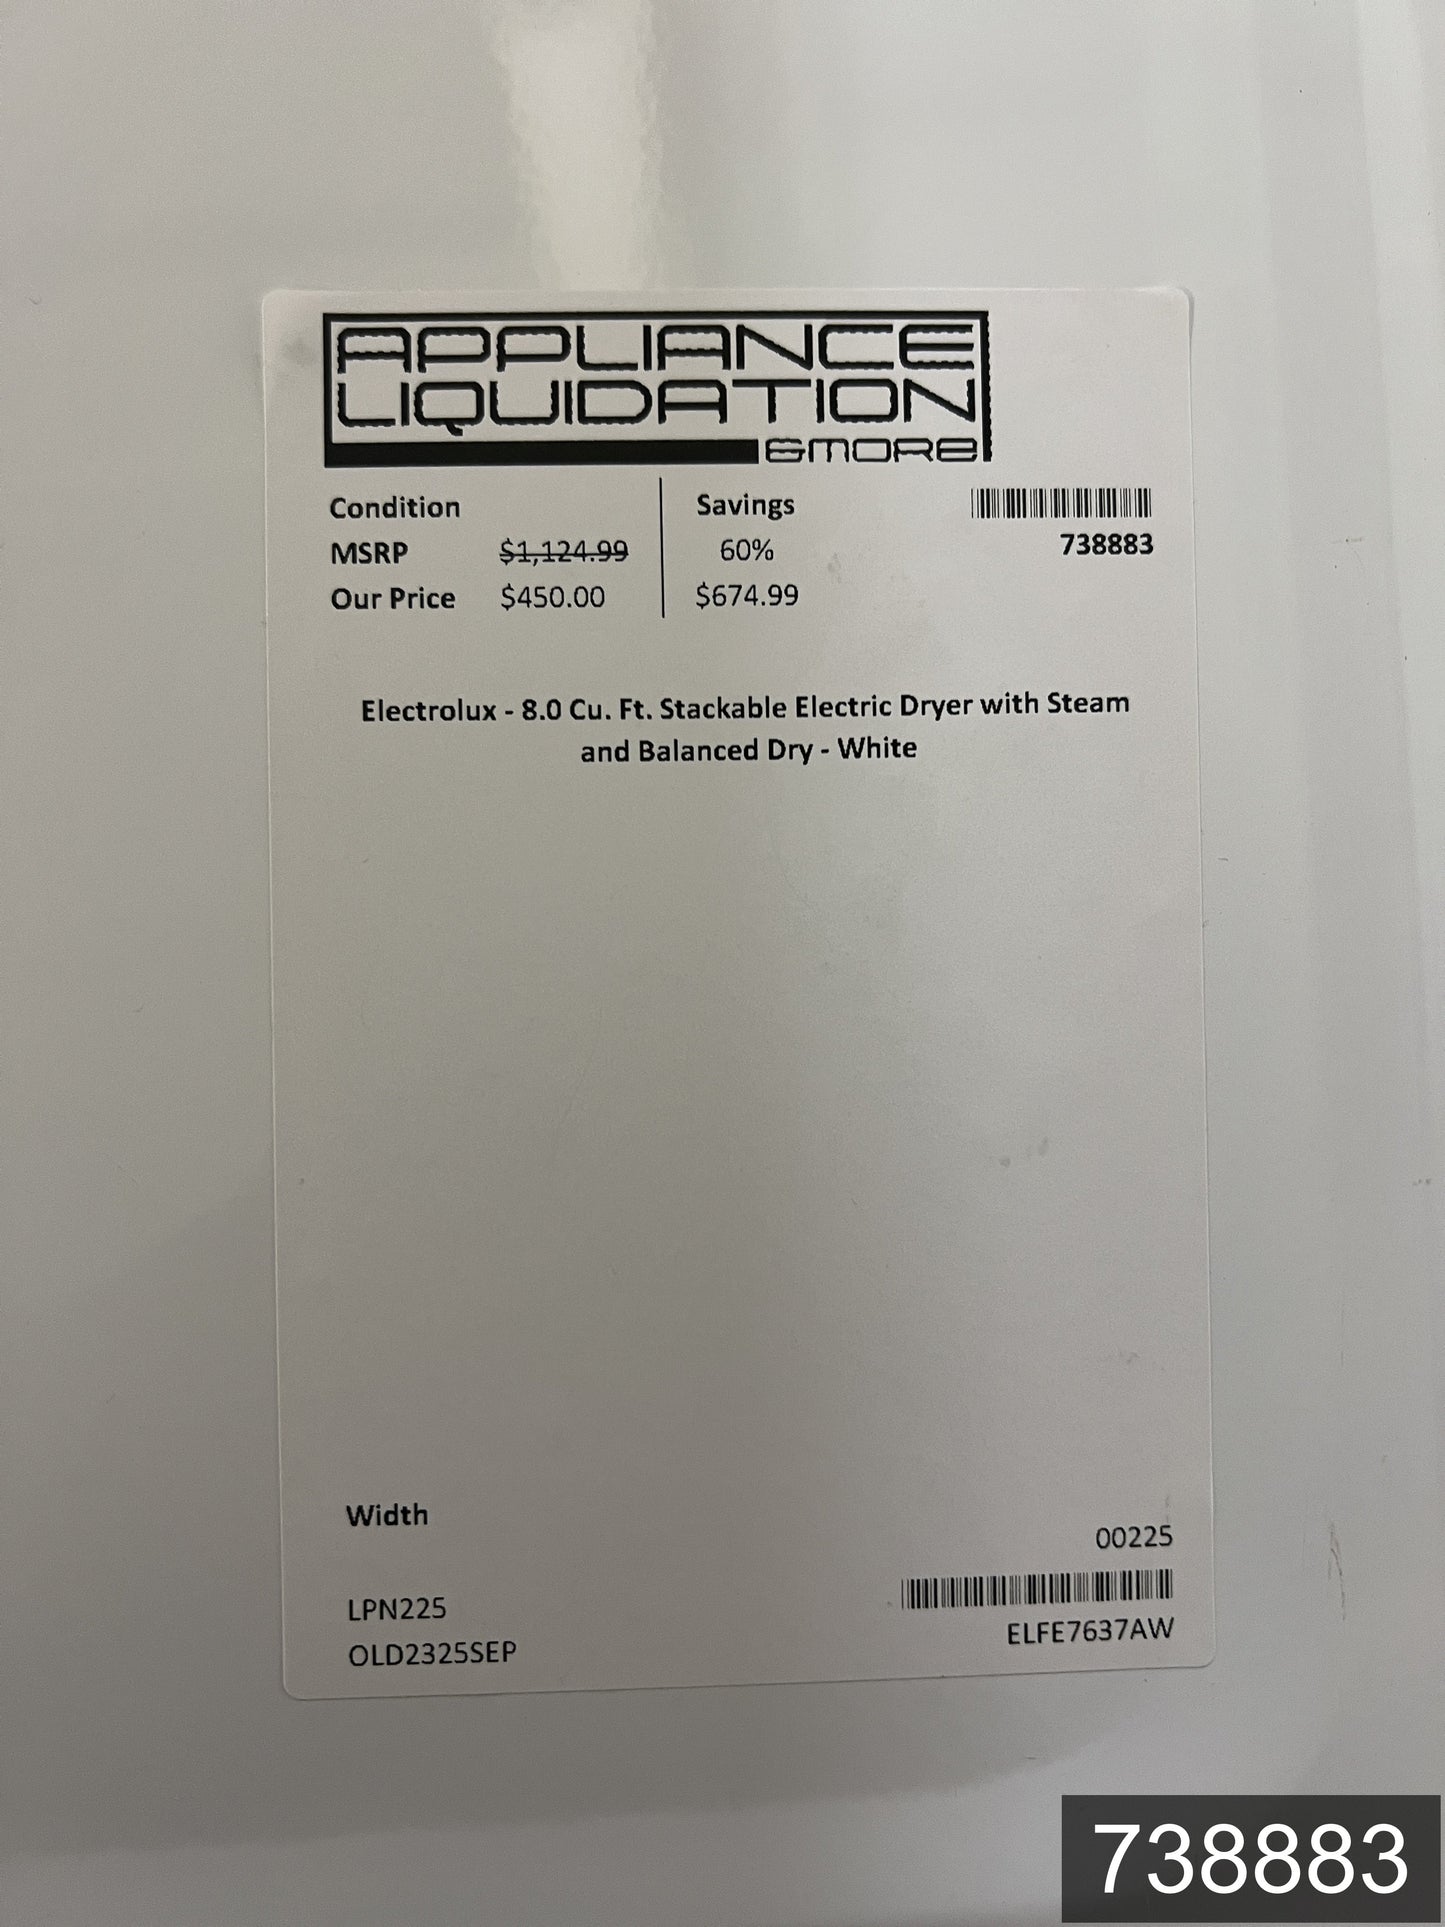 APPLIANCE
LIQUIDATION
&MORE
Condition
MSRP $1,124.99
Our Price $450.00
Savings
60%
$674.99
738883
Electrolux - 8.0 Cu. Ft. Stackable Electric Dryer with Steam
and Balanced Dry - White
Width
00225
LPN225
OLD2325SEP
ELFE7637AW
738883